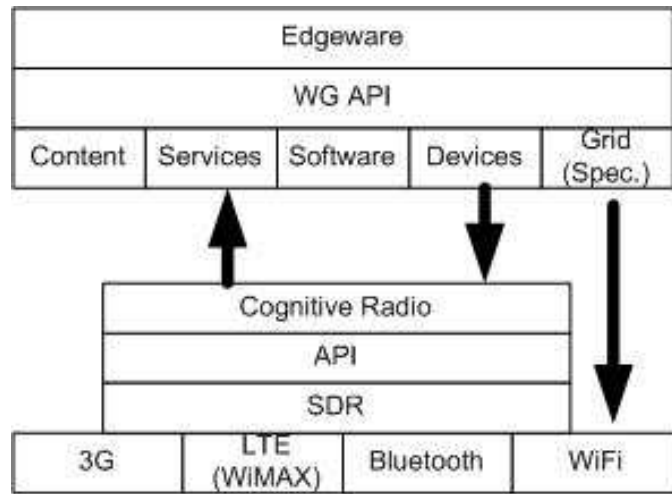 Edgeware
WG API
Content
Services
Software
Devices
Grid
(Spec.)
Cognitive Radio
API
SDR
3G
LTE
(WiMAX)
Bluetooth
WiFi